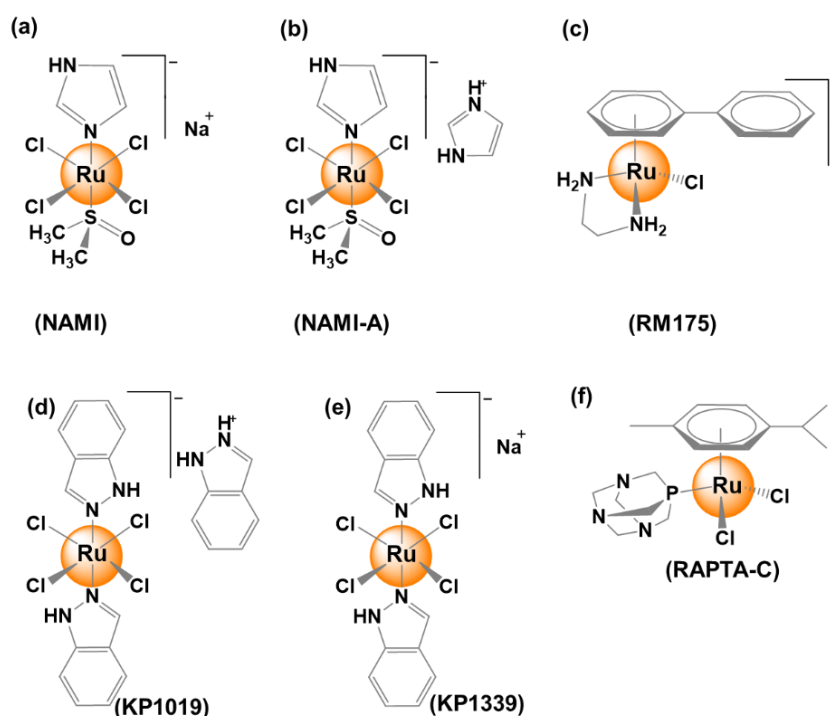 (a)
HN
N
Cl
Cl
Ru
Cl
Cl
S
H₃C
O
H₃C
−
Na⁺
(NAMI)
(b)
HN
N
Cl
Cl
Ru
Cl
Cl
S
H₃C
O
H₃C
−
H⁺
N
HN
(NAMI-A)
(c)
Ru
H₂N
Cl
NH₂
(RM175)
(d)
NH
N
Cl
Cl
Ru
Cl
Cl
N
HN
−
H⁺
N
HN
(KP1019)
(e)
NH
N
Cl
Cl
Ru
Cl
Cl
N
HN
−
Na⁺
(KP1339)
(f)
N
N
N
P
Ru
Cl
Cl
(RAPTA-C)